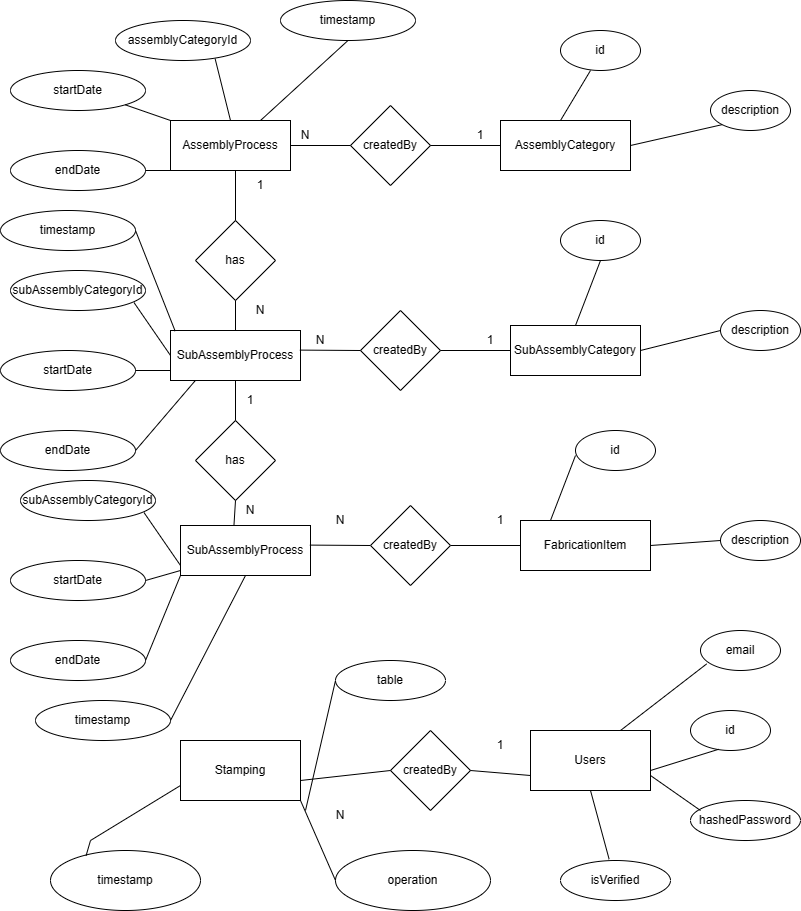 timestamp
assemblyCategoryId
id
startDate
description
AssemblyProcess
N
createdBy
1
AssemblyCategory
endDate
1
timestamp
id
has
subAssemblyCategoryId
N
description
SubAssemblyProcess
N
createdBy
1
SubAssemblyCategory
startDate
1
endDate
id
has
subAssemblyCategoryId
N
N
1
description
SubAssemblyProcess
createdBy
FabricationItem
startDate
endDate
email
table
timestamp
id
1
Stamping
createdBy
Users
N
hashedPassword
timestamp
operation
isVerified